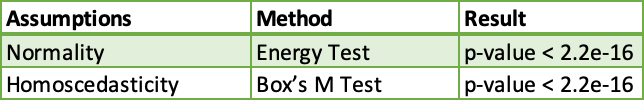 Assumptions Method Result
Normality Energy Test p-value < 2.2e-16
Homoscedasticity Box's M Test p-value < 2.2e-16